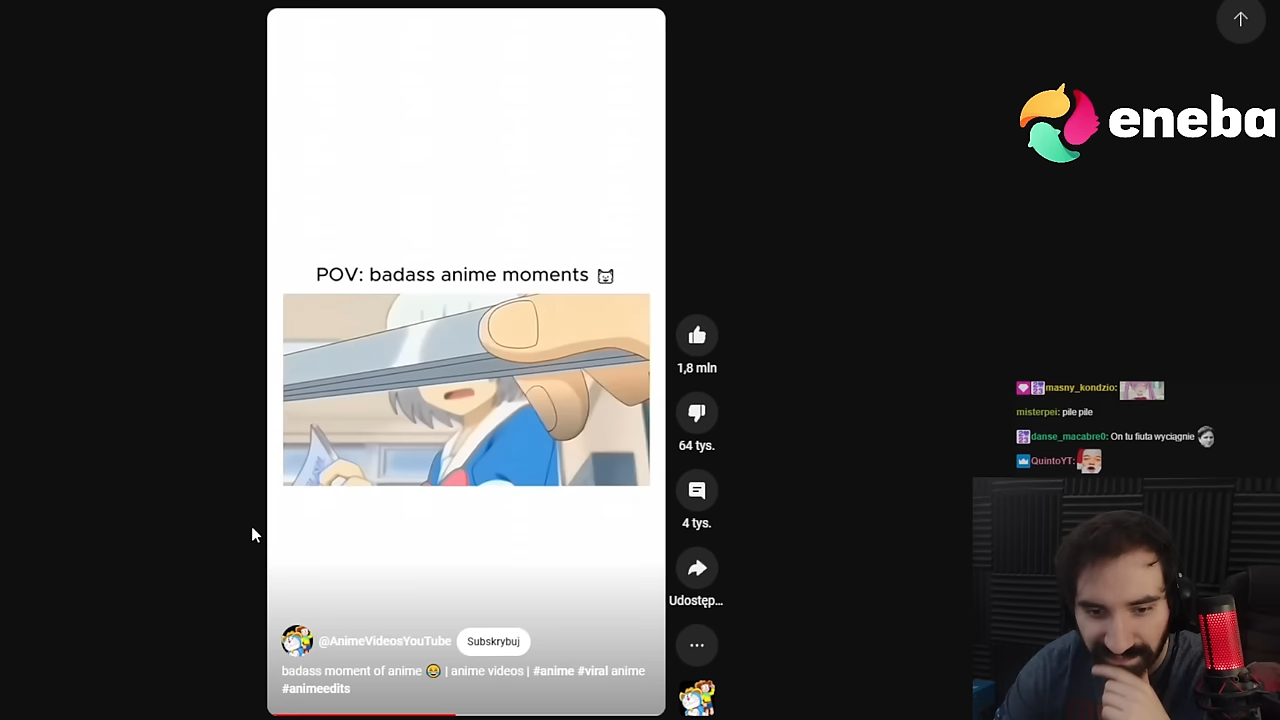 eneba
POV: badass anime moments
1,8 mln
64 tys.
4 tys.
Udostęp...
@AnimeVideosYouTube
Subskrybuj
badass moment of anime 😂 | anime videos | #anime #viral anime
#animeedits
masny_kondzio:
misterpei: pile pile
danse_macabre0: On tu fiuta wyciągnie
QuintoYT: